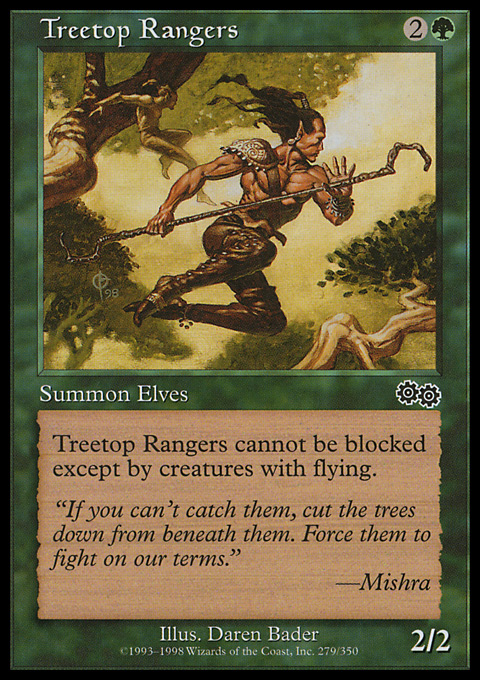 Treetop Rangers 2
98
Summon Elves
Treetop Rangers cannot be blocked
except by creatures with flying.
“If you can’t catch them, cut the trees
down from beneath them. Force them to
fight on our terms.”
—Mishra
Illus. Daren Bader
©1993–1998 Wizards of the Coast, Inc. 279/350
2/2